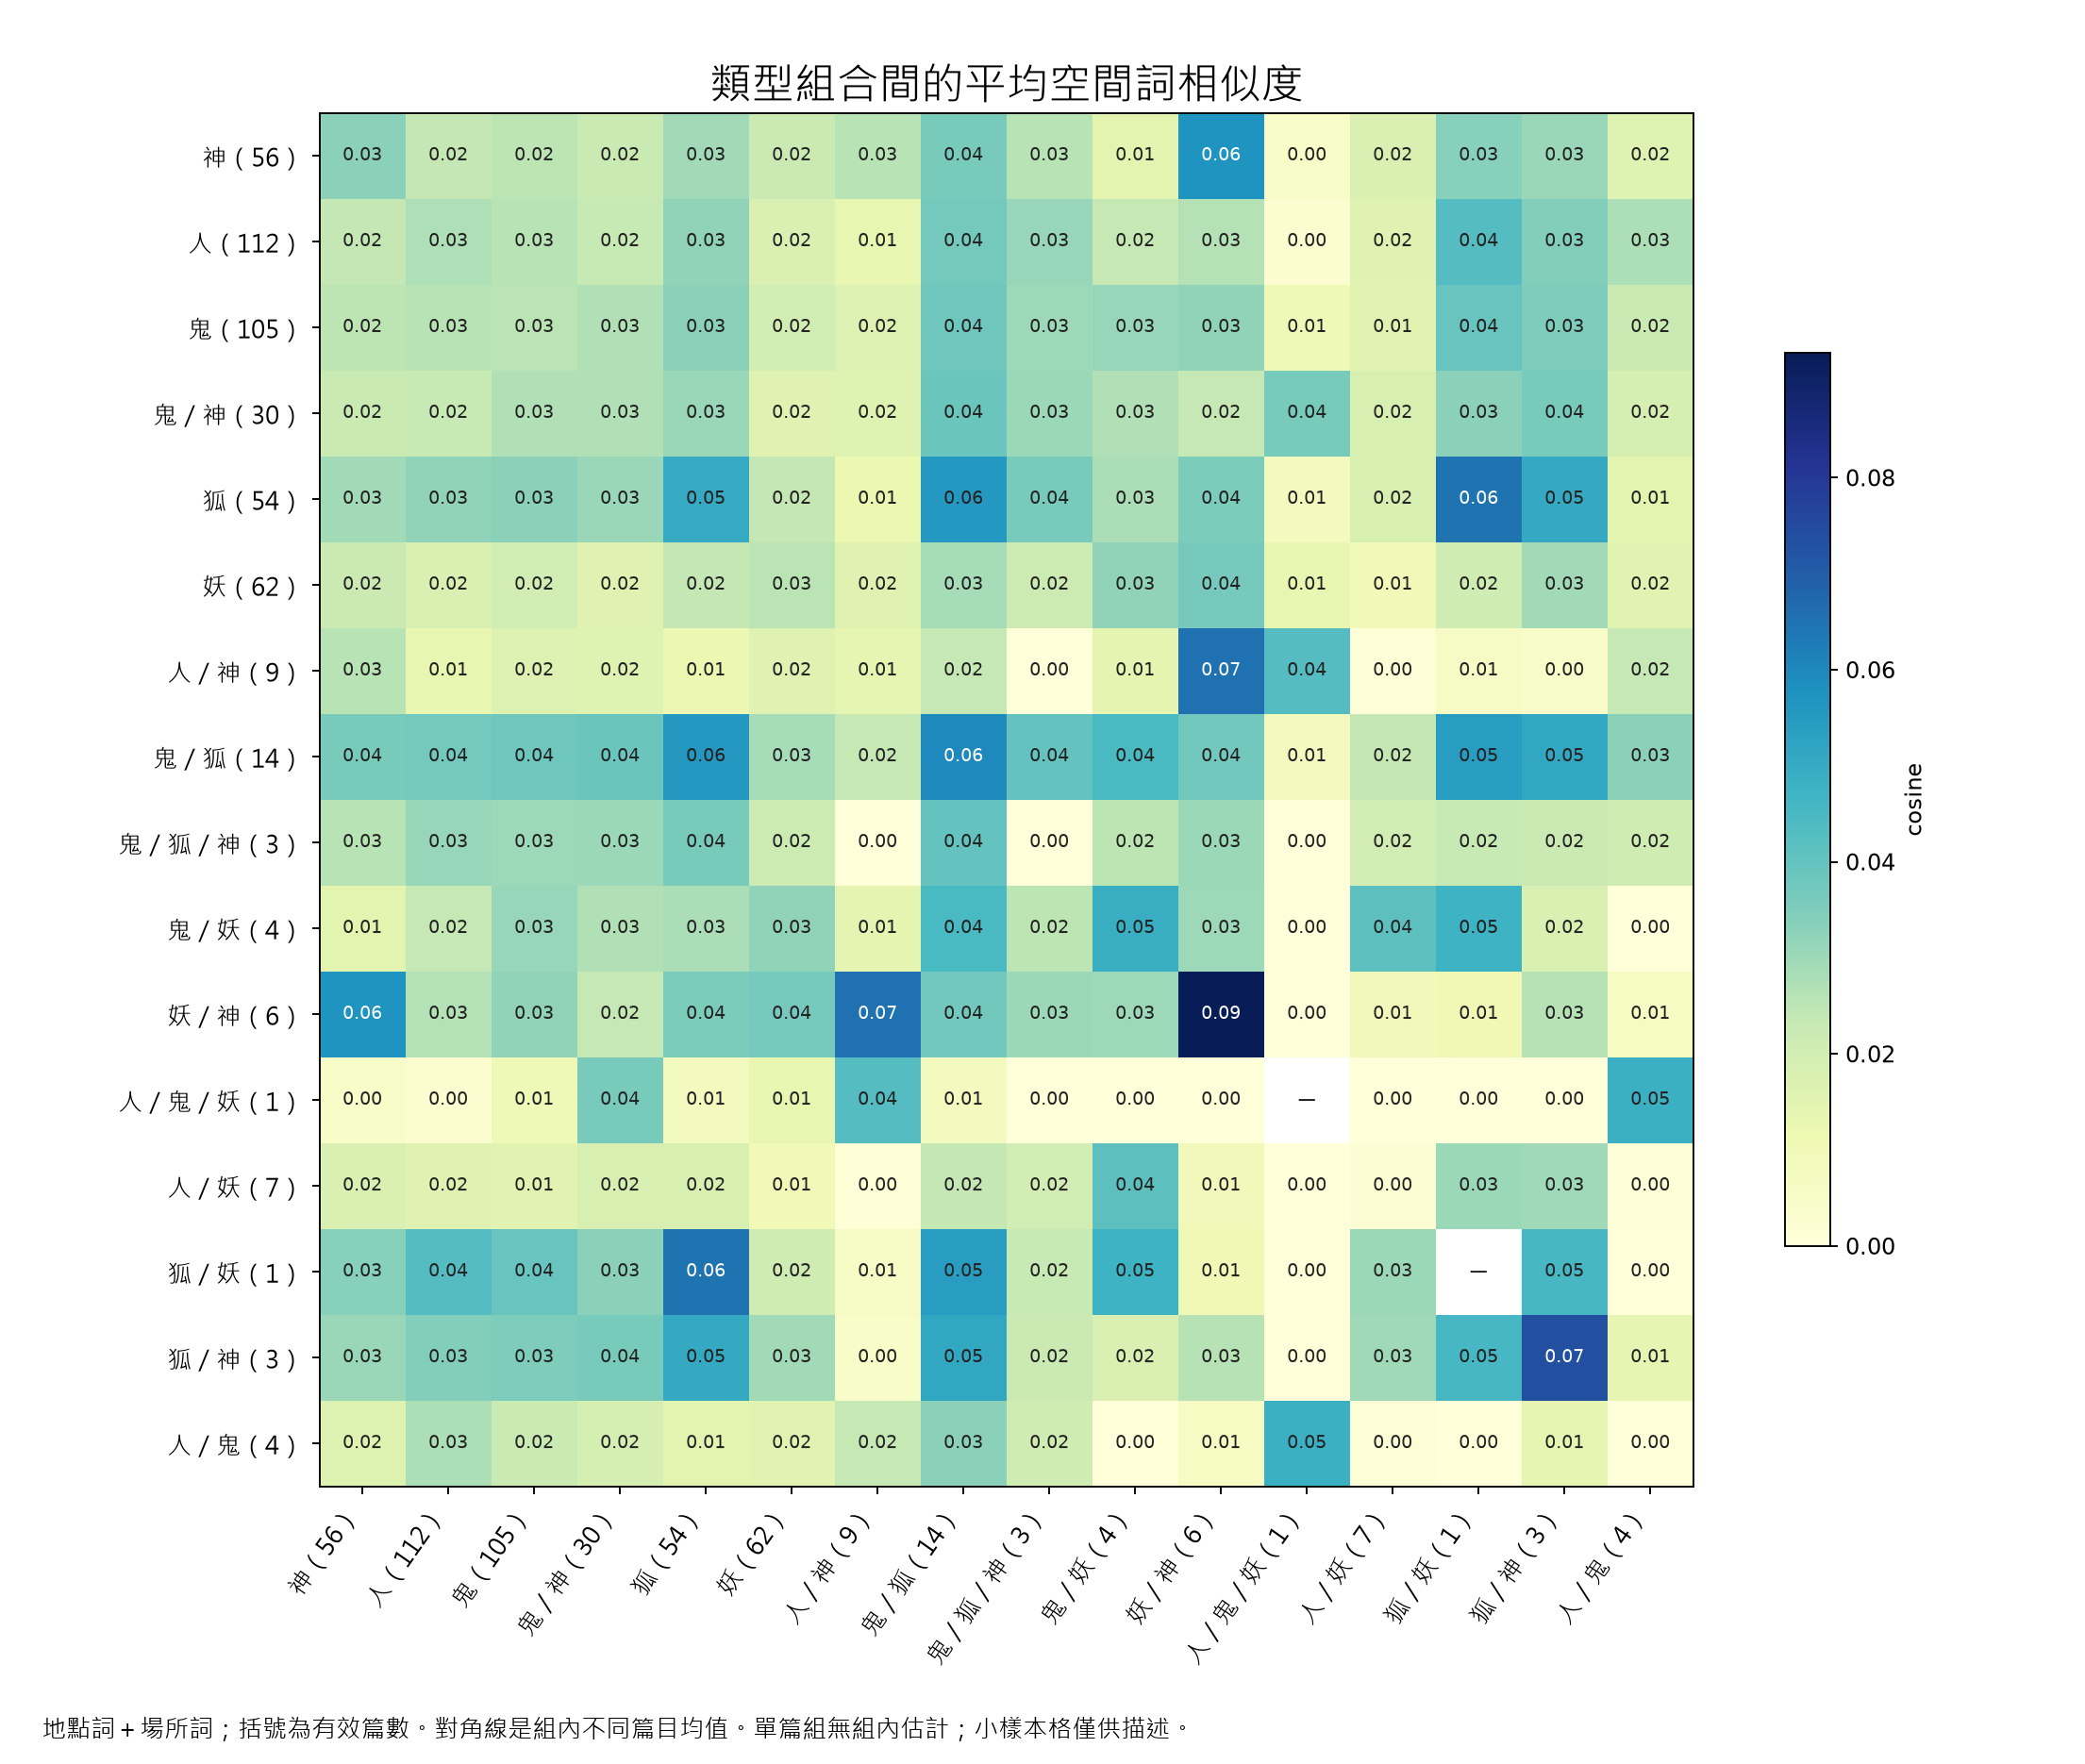 類型組合間的平均空間詞相似度
神 ( 56 ) 0.03 0.02 0.02 0.02 0.03 0.02 0.03 0.04 0.03 0.01 0.06 0.00 0.02 0.03 0.03 0.02
人 ( 112 ) 0.02 0.03 0.03 0.02 0.03 0.02 0.01 0.04 0.03 0.02 0.03 0.00 0.02 0.04 0.03 0.03
鬼 ( 105 ) 0.02 0.03 0.03 0.03 0.03 0.02 0.02 0.04 0.03 0.03 0.03 0.01 0.01 0.04 0.03 0.02
鬼 / 神 ( 30 ) 0.02 0.02 0.03 0.03 0.03 0.02 0.02 0.04 0.03 0.03 0.02 0.04 0.02 0.03 0.04 0.02
狐 ( 54 ) 0.03 0.03 0.03 0.03 0.05 0.02 0.01 0.06 0.04 0.03 0.04 0.01 0.02 0.06 0.05 0.01
妖 ( 62 ) 0.02 0.02 0.02 0.02 0.02 0.03 0.02 0.03 0.02 0.03 0.04 0.01 0.01 0.02 0.03 0.02
人 / 神 ( 9 ) 0.03 0.01 0.02 0.02 0.01 0.02 0.01 0.02 0.00 0.01 0.07 0.04 0.00 0.01 0.00 0.02
鬼 / 狐 ( 14 ) 0.04 0.04 0.04 0.04 0.06 0.03 0.02 0.06 0.04 0.04 0.04 0.01 0.02 0.05 0.05 0.03
鬼 / 狐 / 神 ( 3 ) 0.03 0.03 0.03 0.03 0.04 0.02 0.00 0.04 0.00 0.02 0.03 0.00 0.02 0.02 0.02 0.02
鬼 / 妖 ( 4 ) 0.01 0.02 0.03 0.03 0.03 0.03 0.01 0.04 0.02 0.05 0.03 0.00 0.04 0.05 0.02 0.00
妖 / 神 ( 6 ) 0.06 0.03 0.03 0.02 0.04 0.04 0.07 0.04 0.03 0.03 0.09 0.00 0.01 0.01 0.03 0.01
人 / 鬼 / 妖 ( 1 ) 0.00 0.00 0.01 0.04 0.01 0.01 0.04 0.01 0.00 0.00 0.00 — 0.00 0.00 0.00 0.05
人 / 妖 ( 7 ) 0.02 0.02 0.01 0.02 0.02 0.01 0.00 0.02 0.02 0.04 0.01 0.00 0.00 0.03 0.03 0.00
狐 / 妖 ( 1 ) 0.03 0.04 0.04 0.03 0.06 0.02 0.01 0.05 0.02 0.05 0.01 0.00 0.03 — 0.05 0.00
狐 / 神 ( 3 ) 0.03 0.03 0.03 0.04 0.05 0.03 0.00 0.05 0.02 0.02 0.03 0.00 0.03 0.05 0.07 0.01
人 / 鬼 ( 4 ) 0.02 0.03 0.02 0.02 0.01 0.02 0.02 0.03 0.02 0.00 0.01 0.05 0.00 0.00 0.01 0.00
神 ( 56 ) 人 ( 112 ) 鬼 ( 105 ) 鬼 / 神 ( 30 ) 狐 ( 54 ) 妖 ( 62 ) 人 / 神 ( 9 ) 鬼 / 狐 ( 14 ) 鬼 / 狐 / 神 ( 3 ) 鬼 / 妖 ( 4 ) 妖 / 神 ( 6 ) 人 / 鬼 / 妖 ( 1 ) 人 / 妖 ( 7 ) 狐 / 妖 ( 1 ) 狐 / 神 ( 3 ) 人 / 鬼 ( 4 )
0.08
0.06
0.04
0.02
0.00
cosine
地點詞 + 場所詞；括號為有效篇數。對角線是組內不同篇目均值。單篇組無組內估計；小樣本格僅供描述。